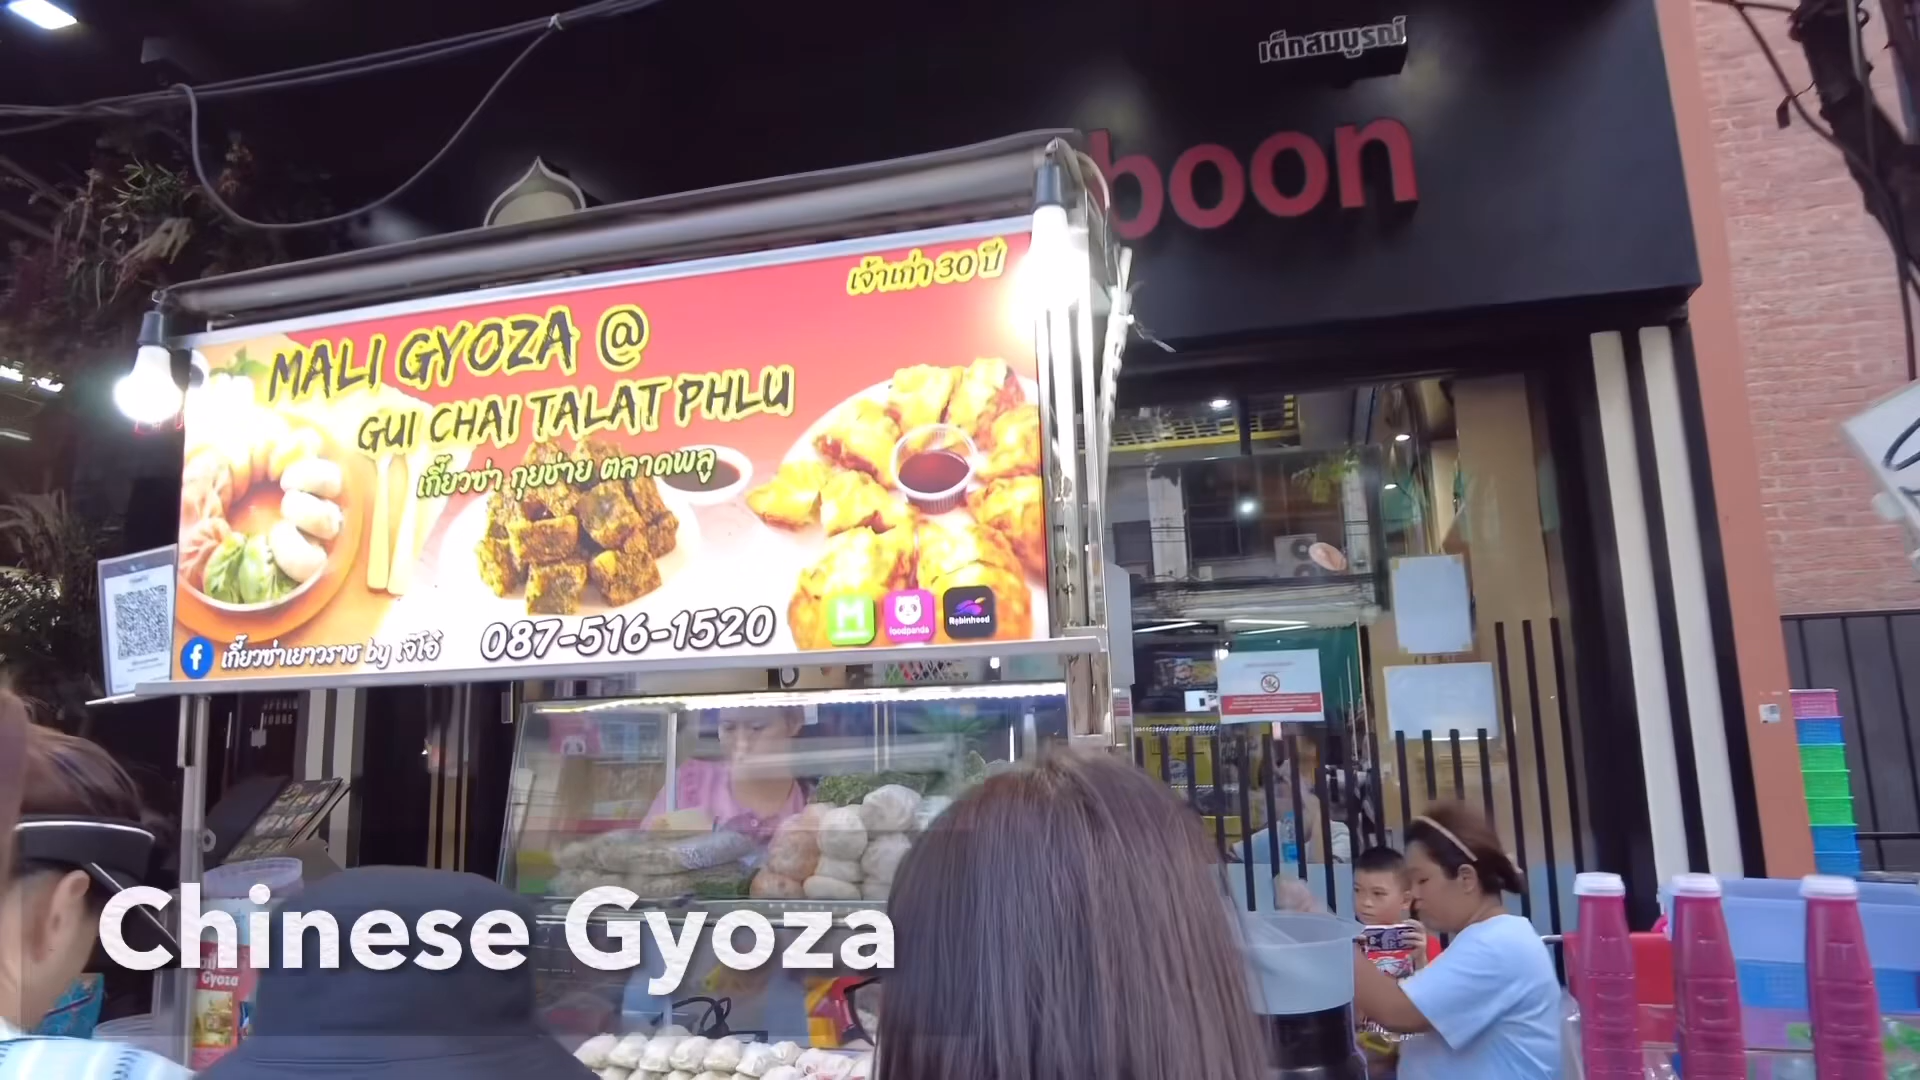 เด็กสมบูรณ์
boon
เจ้าเก่า 30 ปี
MALI GYOZA @
GUI CHAI TALAT PHLU
เกี๊ยวซ่า กุยช่าย ตลาดพลู
เกี๊ยวซ่าเยาวราช by เจ๊โอ๋
087-516-1520
foodpanda
Robinhood
Chinese Gyoza
Gyoza